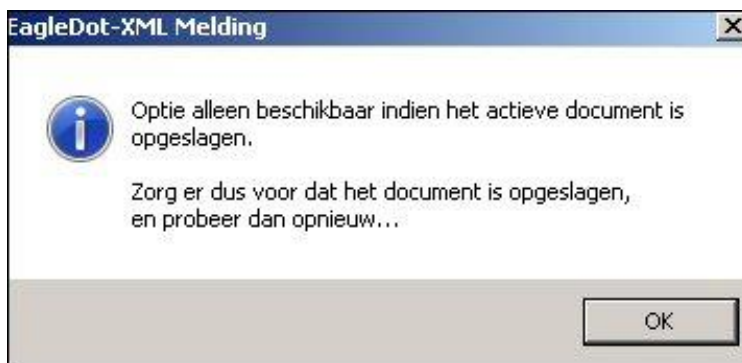 EagleDot-XML Melding
Optie alleen beschikbaar indien het actieve document is
opgeslagen.
Zorg er dus voor dat het document is opgeslagen,
en probeer dan opnieuw...
OK